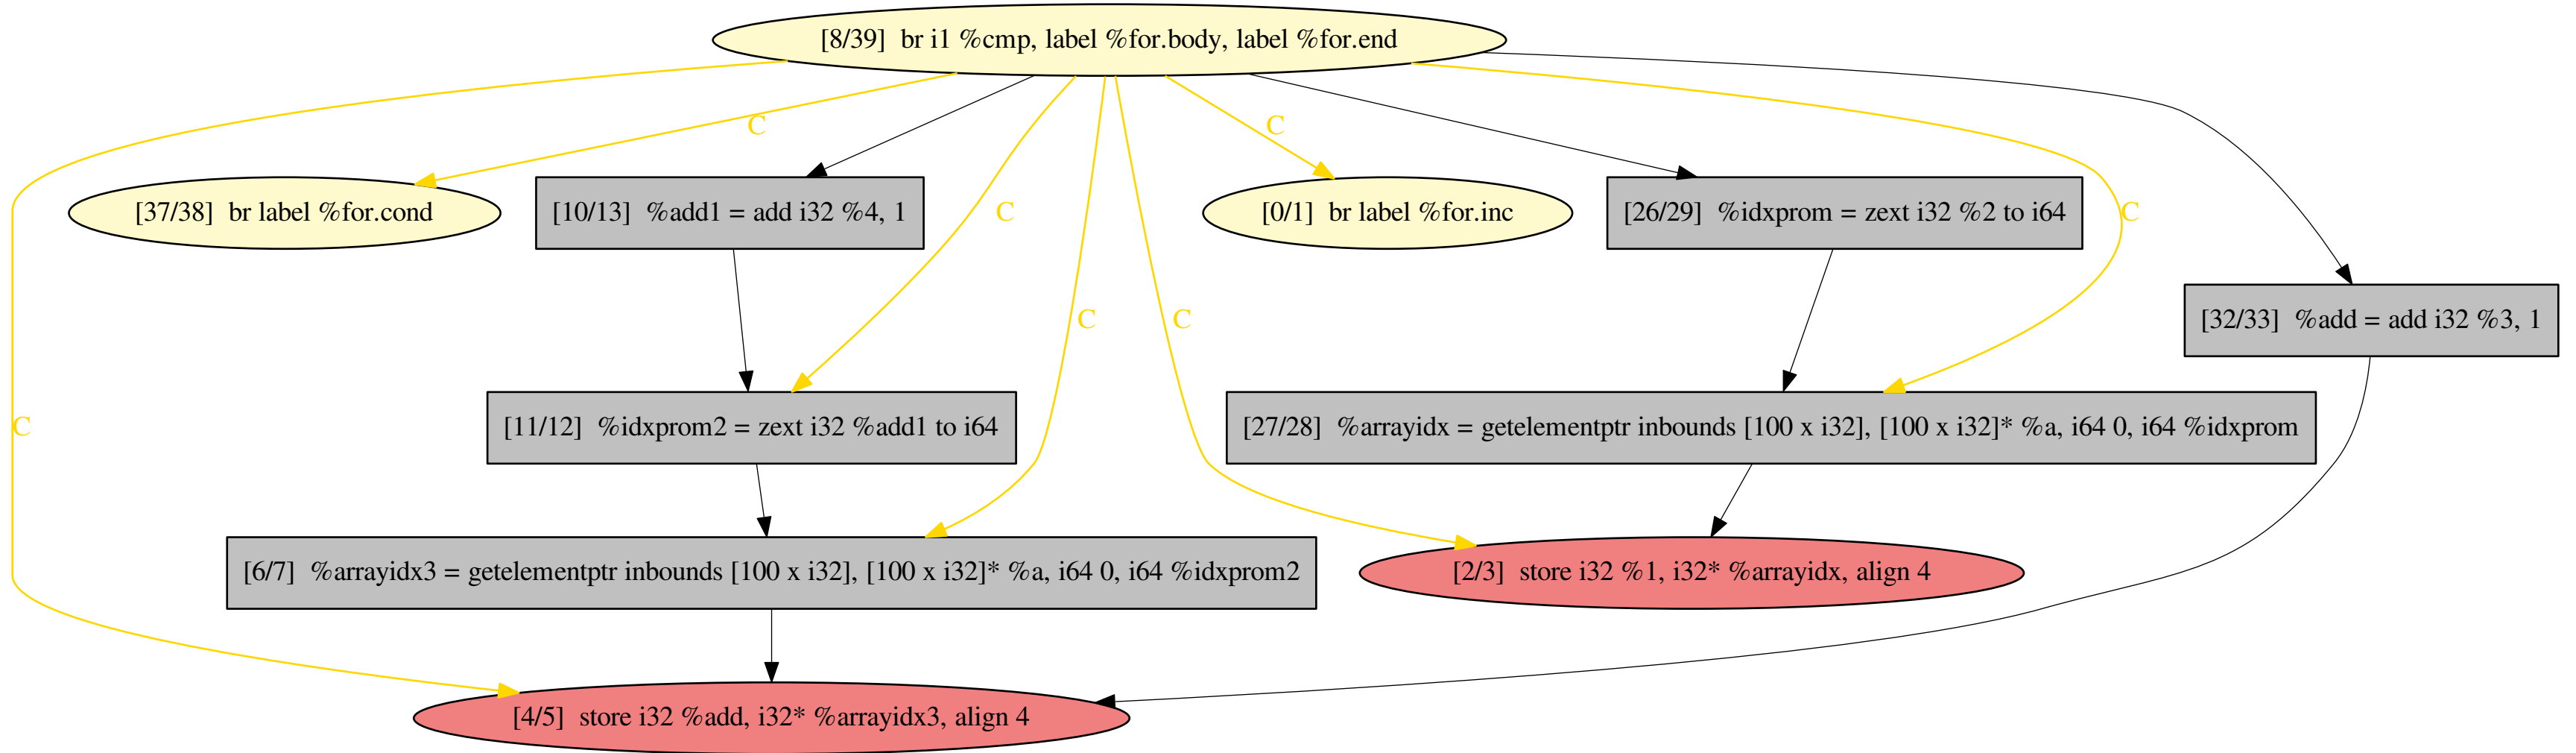 [8/39] br i1 %cmp, label %for.body, label %for.end
C
C
[37/38] br label %for.cond
[10/13] %add1 = add i32 %4, 1
C
[0/1] br label %for.inc
[26/29] %idxprom = zext i32 %2 to i64
C
C
C
[32/33] %add = add i32 %3, 1
C
[11/12] %idxprom2 = zext i32 %add1 to i64
[27/28] %arrayidx = getelementptr inbounds [100 x i32], [100 x i32]* %a, i64 0, i64 %idxprom
[6/7] %arrayidx3 = getelementptr inbounds [100 x i32], [100 x i32]* %a, i64 0, i64 %idxprom2
[2/3] store i32 %1, i32* %arrayidx, align 4
[4/5] store i32 %add, i32* %arrayidx3, align 4